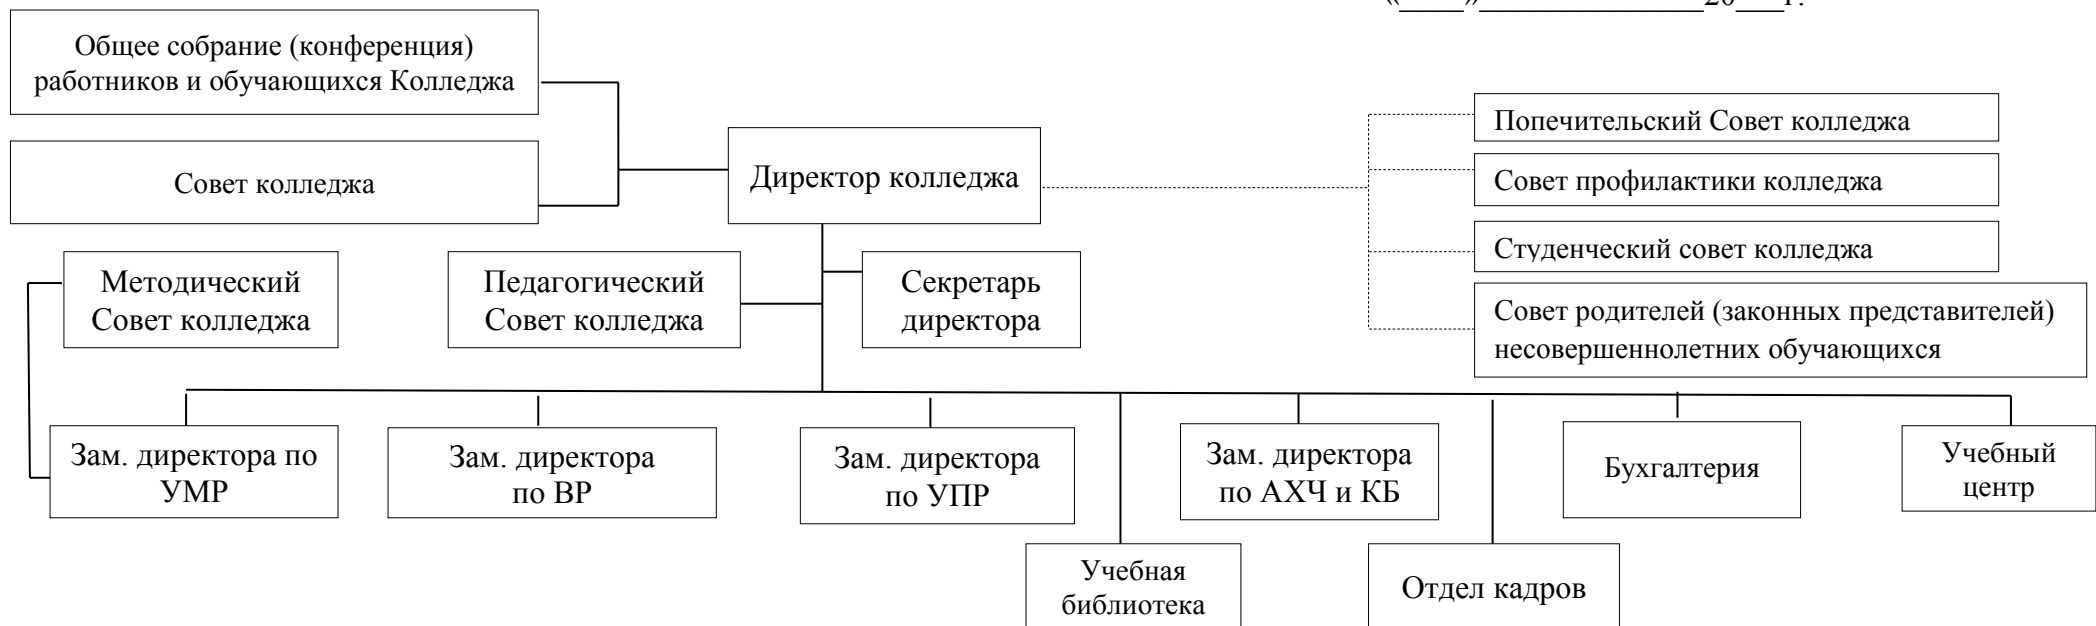 «____»______________20___г.
Общее собрание (конференция)
работников и обучающихся Колледжа
Совет колледжа
Директор колледжа
Попечительский Совет колледжа
Совет профилактики колледжа
Студенческий совет колледжа
Совет родителей (законных представителей)
несовершеннолетних обучающихся
Методический
Совет колледжа
Педагогический
Совет колледжа
Секретарь
директора
Зам. директора по
УМР
Зам. директора
по ВР
Зам. директора
по УПР
Зам. директора
по АХЧ и КБ
Бухгалтерия
Учебный
центр
Учебная
библиотека
Отдел кадров